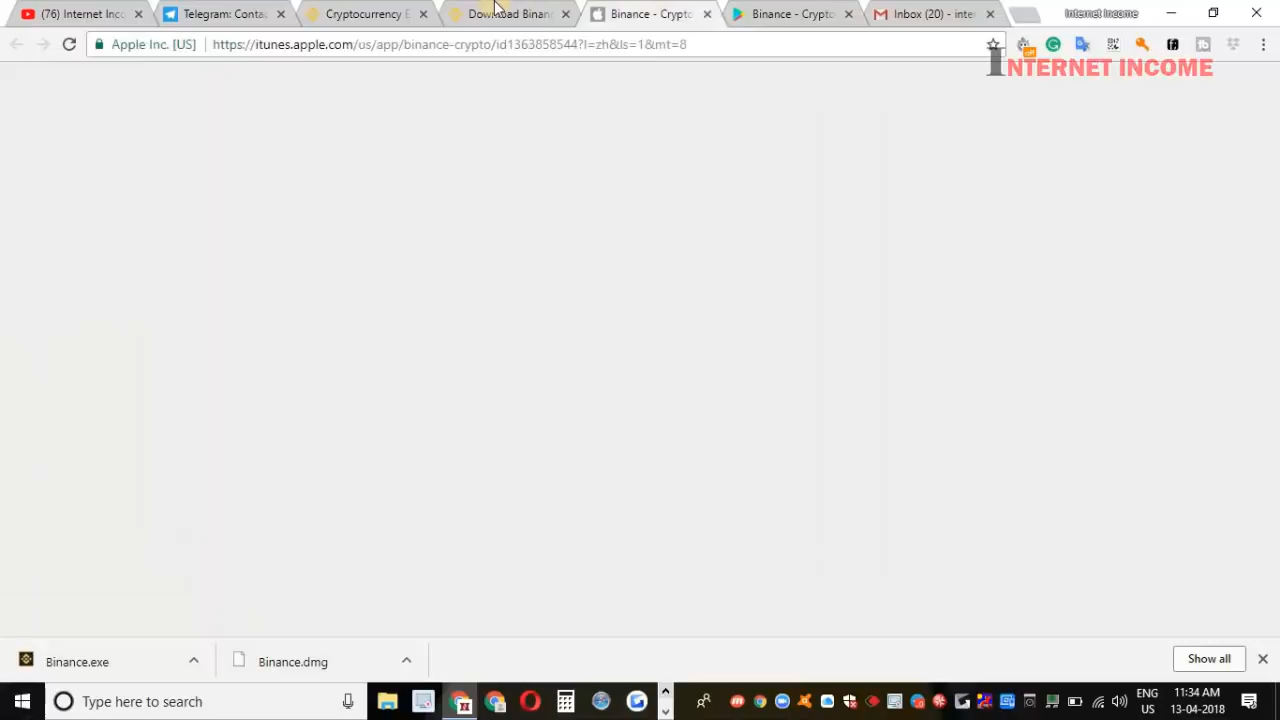 (76) Internet Inco
Telegram: Conta
Cryptocurrency E
Download Binan
Binance - Crypto
Binance - Crypto
Inbox (20) - inte
Internet Income
Apple Inc. [US]
https://itunes.apple.com/us/app/binance-crypto/id1363858544?l=zh&ls=1&mt=8
off
INTERNET INCOME
Binance.exe
Binance.dmg
Show all
Type here to search
ENG
US
11:34 AM
13-04-2018